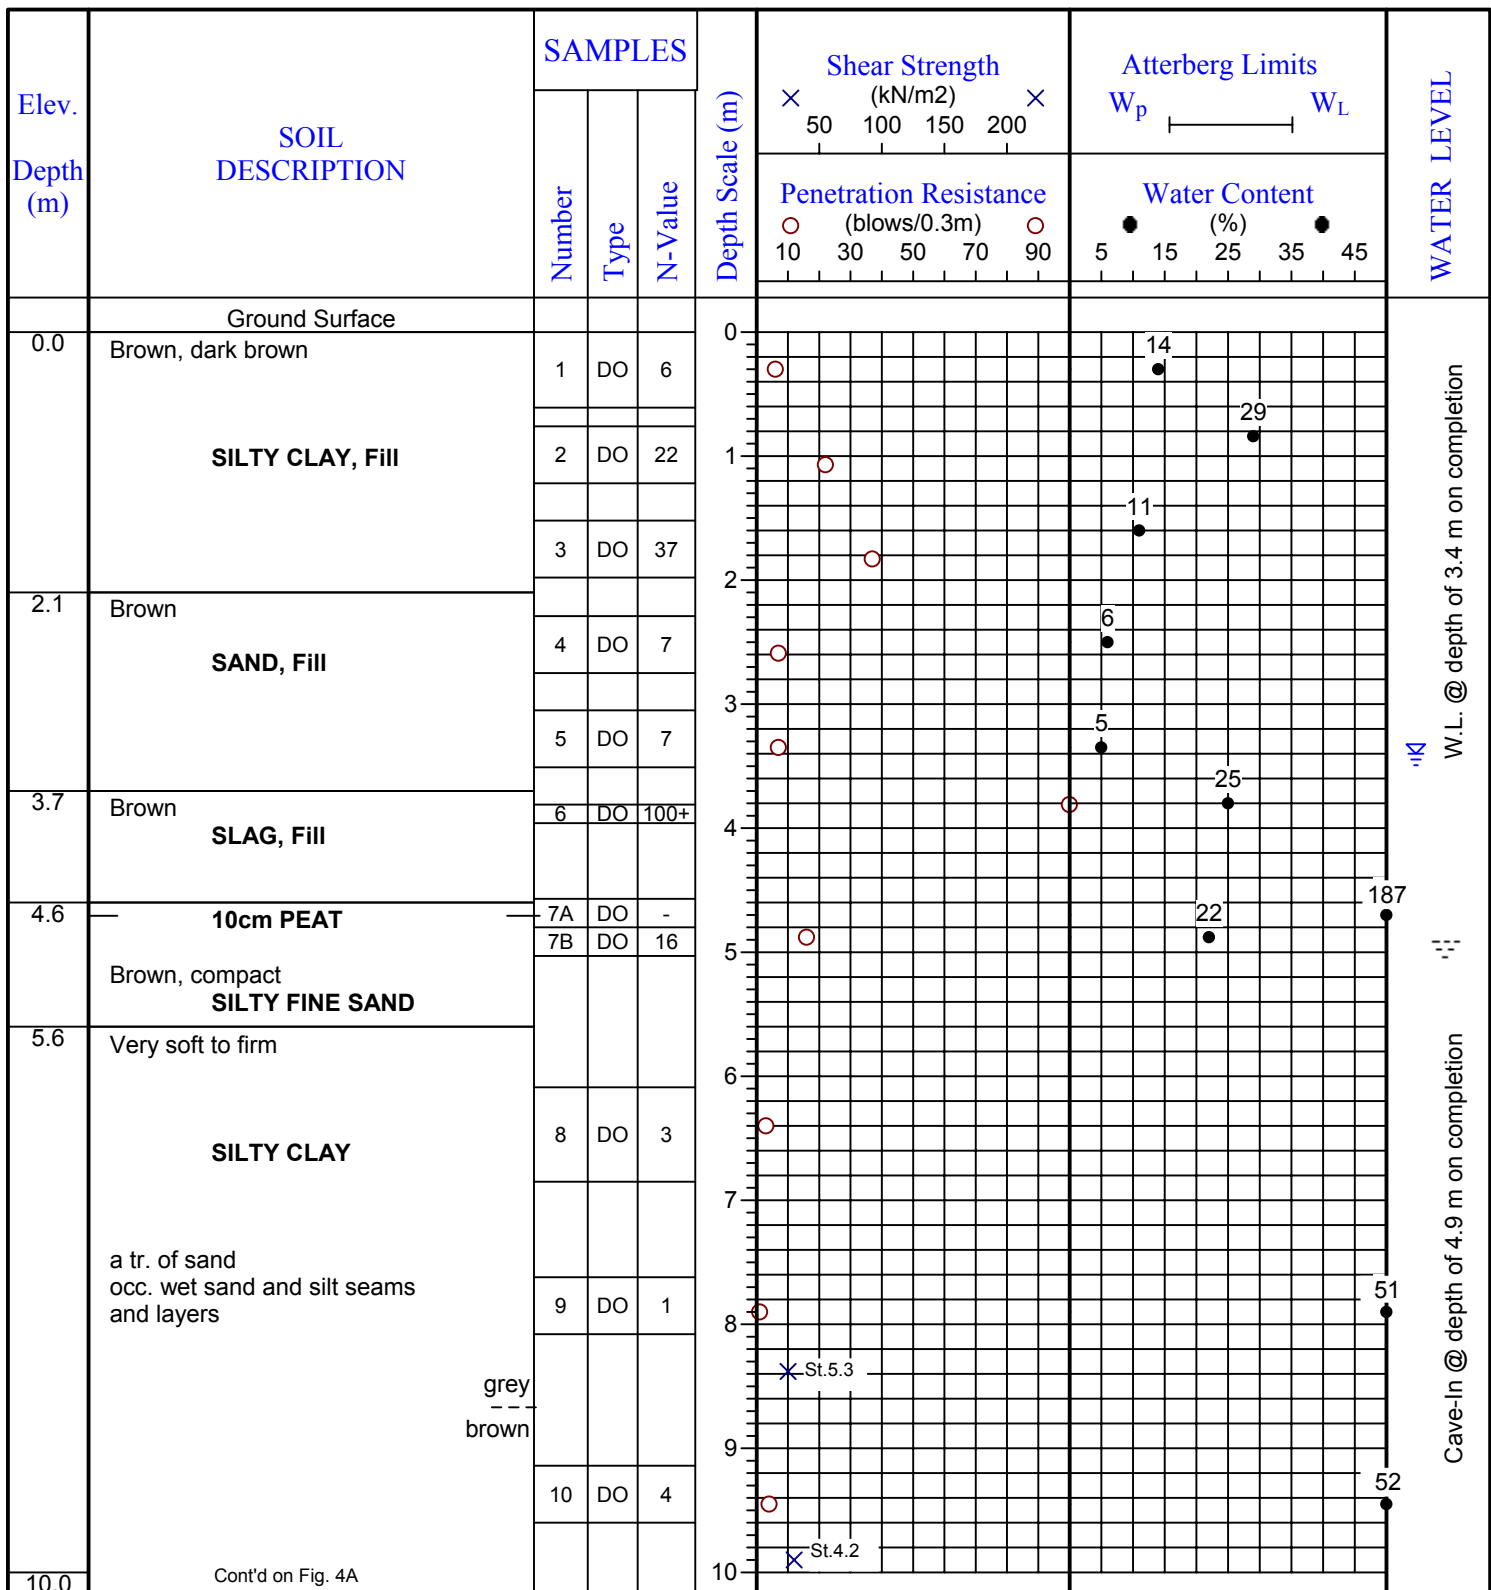 SAMPLES
Elev.
Depth
(m)
SOIL
DESCRIPTION
Number
Type
N-Value
Depth Scale (m)
Shear Strength
(kN/m2)
50 100 150 200
Penetration Resistance
(blows/0.3m)
10 30 50 70 90
Atterberg Limits
Wp WL
Water Content
(%)
5 15 25 35 45
WATER LEVEL
Ground Surface
0
0.0
Brown, dark brown
14
1 DO 6
29
SILTY CLAY, Fill
2 DO 22
1
11
3 DO 37
2
2.1
Brown
6
4 DO 7
SAND, Fill
3
5
5 DO 7
25
3.7
Brown
6 DO 100+
SLAG, Fill
4
187
4.6
10cm PEAT
7A DO -
22
7B DO 16
5
Brown, compact
SILTY FINE SAND
5.6
Very soft to firm
6
8 DO 3
SILTY CLAY
7
a tr. of sand
occ. wet sand and silt seams
and layers
51
9 DO 1
8
St.5.3
grey
brown
9
52
10 DO 4
St.4.2
10
10.0
Cont'd on Fig. 4A
W.L. @ depth of 3.4 m on completion
Cave-In @ depth of 4.9 m on completion